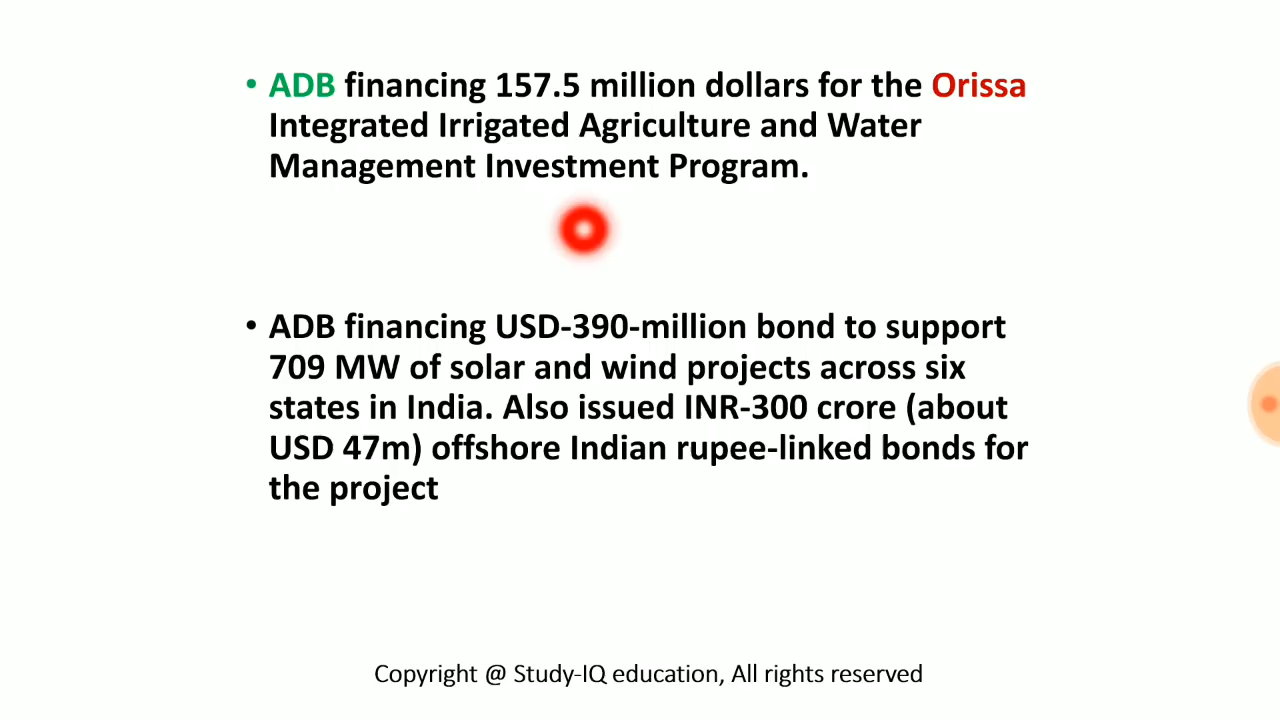 • ADB financing 157.5 million dollars for the Orissa
Integrated Irrigated Agriculture and Water
Management Investment Program.
• ADB financing USD-390-million bond to support
709 MW of solar and wind projects across six
states in India. Also issued INR-300 crore (about
USD 47m) offshore Indian rupee-linked bonds for
the project
Copyright @ Study-IQ education, All rights reserved